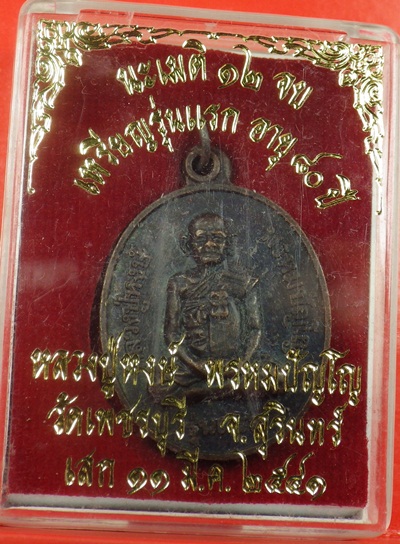 นะเมติ ๑๒ จบ
เหรียญรุ่นแรก อายุ ๘๐ ปี
หลวงปู่หงษ์ พรหมปัญโญ
วัดเพชรบุรี จ.สุรินทร์
เสก ๑๑ มี.ค. ๒๕๔๑